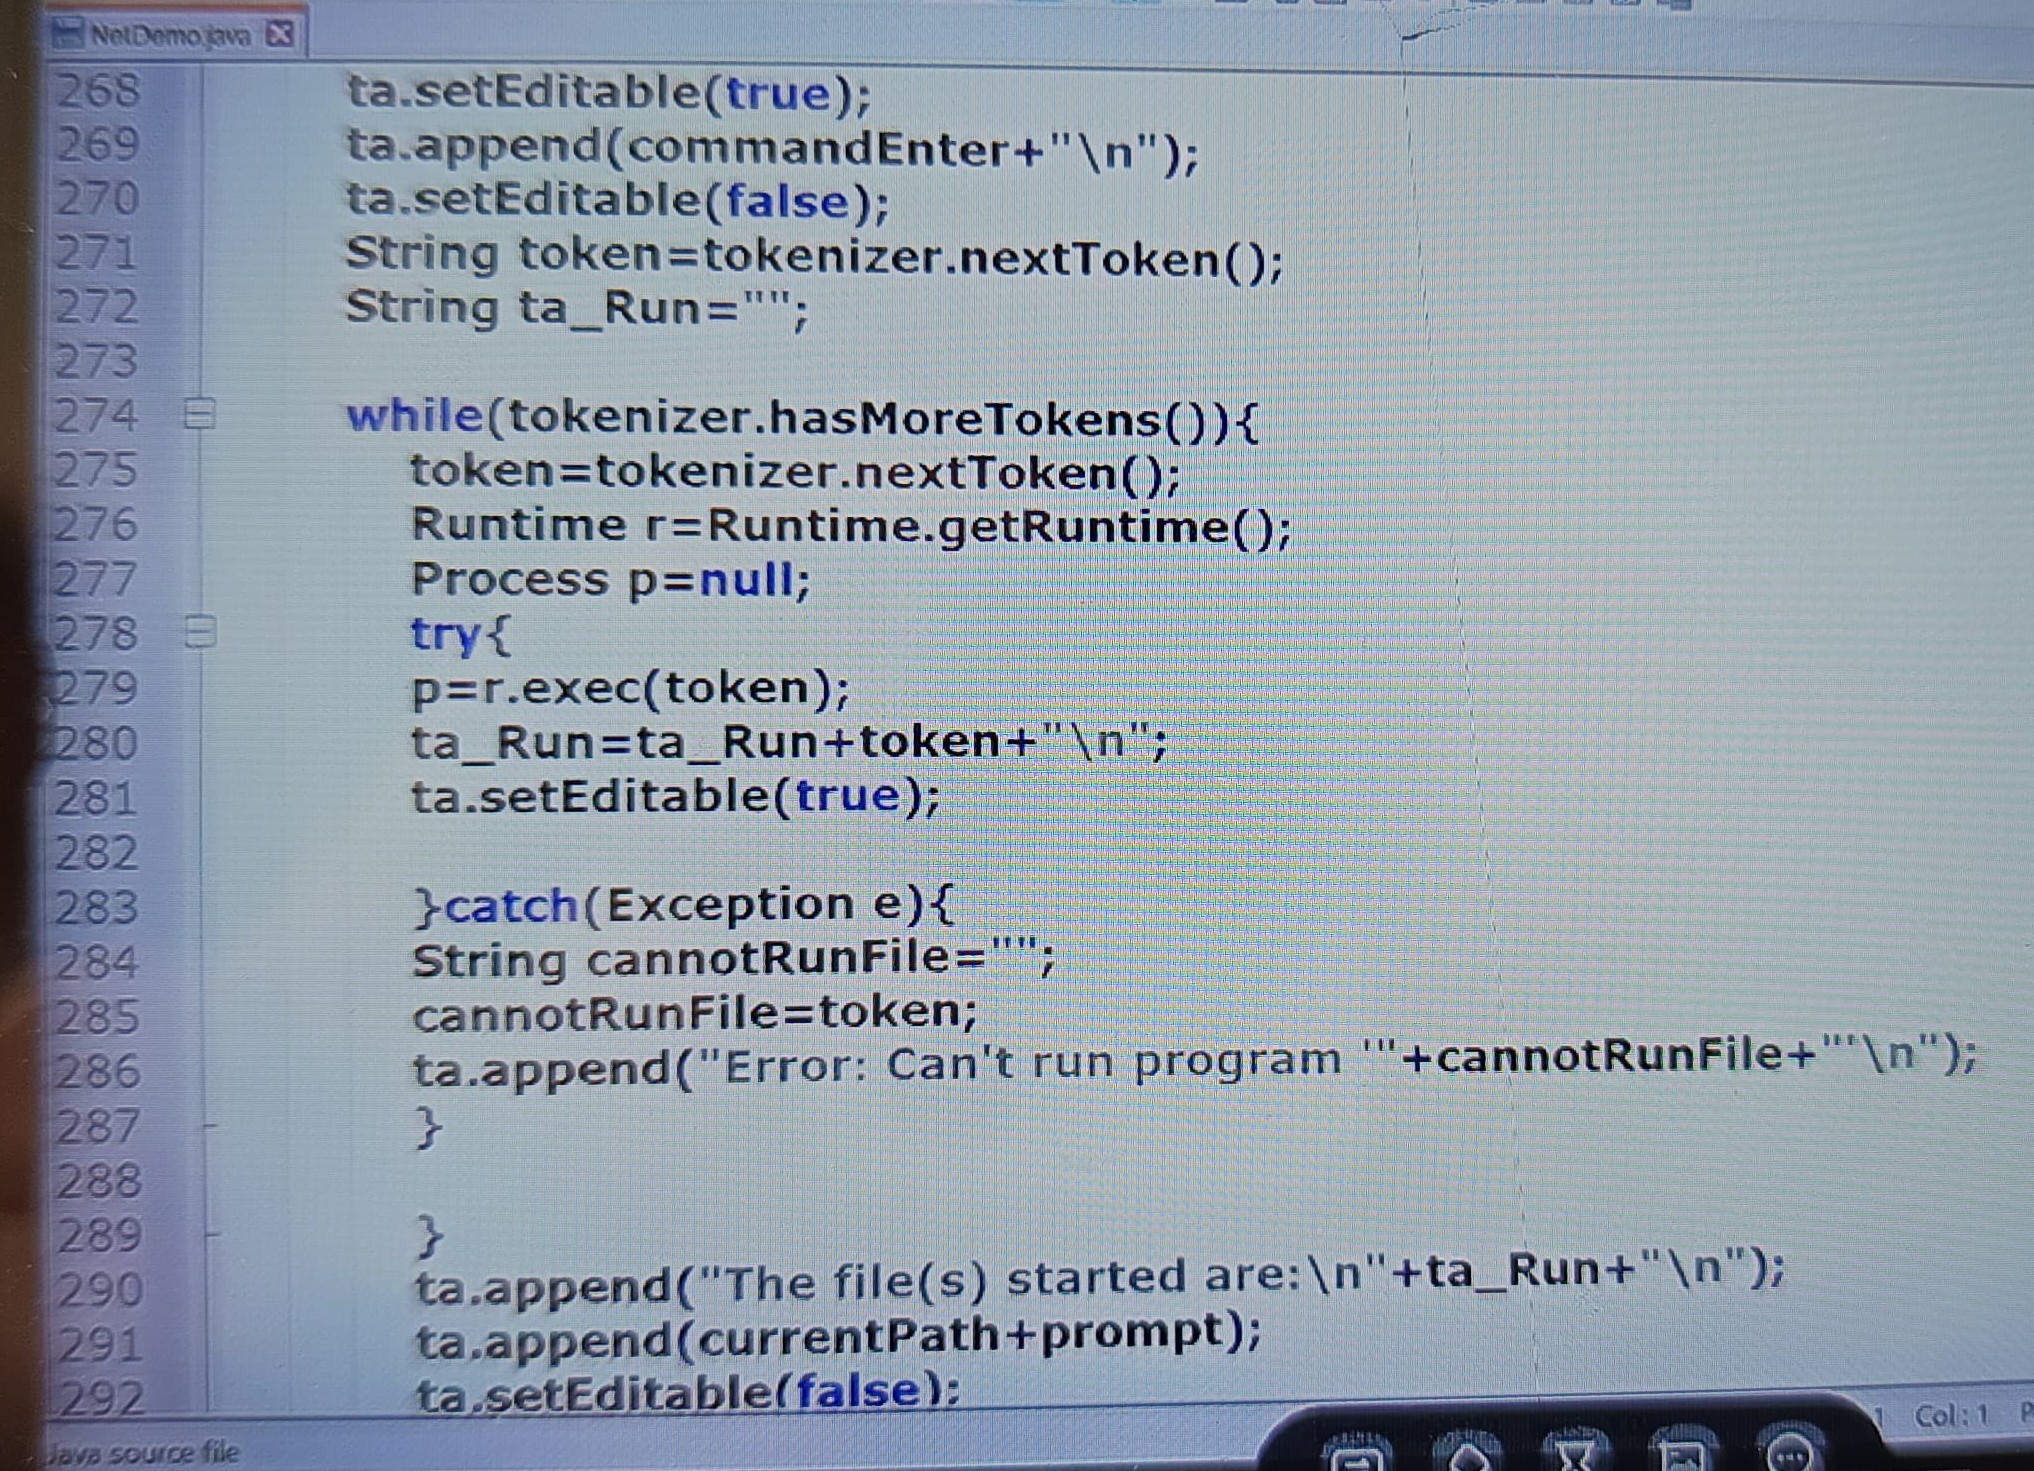 NetDemo.java
268 ta.setEditable(true);
269 ta.append(commandEnter+"\n");
270 ta.setEditable(false);
271 String token=tokenizer.nextToken();
272 String ta_Run="";
273
274 while(tokenizer.hasMoreTokens()){
275 token=tokenizer.nextToken();
276 Runtime r=Runtime.getRuntime();
277 Process p=null;
278 try{
279 p=r.exec(token);
280 ta_Run=ta_Run+token+"\n";
281 ta.setEditable(true);
282
283 }catch(Exception e){
284 String cannotRunFile="";
285 cannotRunFile=token;
286 ta.append("Error: Can't run program '"+cannotRunFile+"'\n");
287 }
288
289 }
290 ta.append("The file(s) started are:\n"+ta_Run+"\n");
291 ta.append(currentPath+prompt);
292 ta.setEditable(false);
Java source file
Col: 1